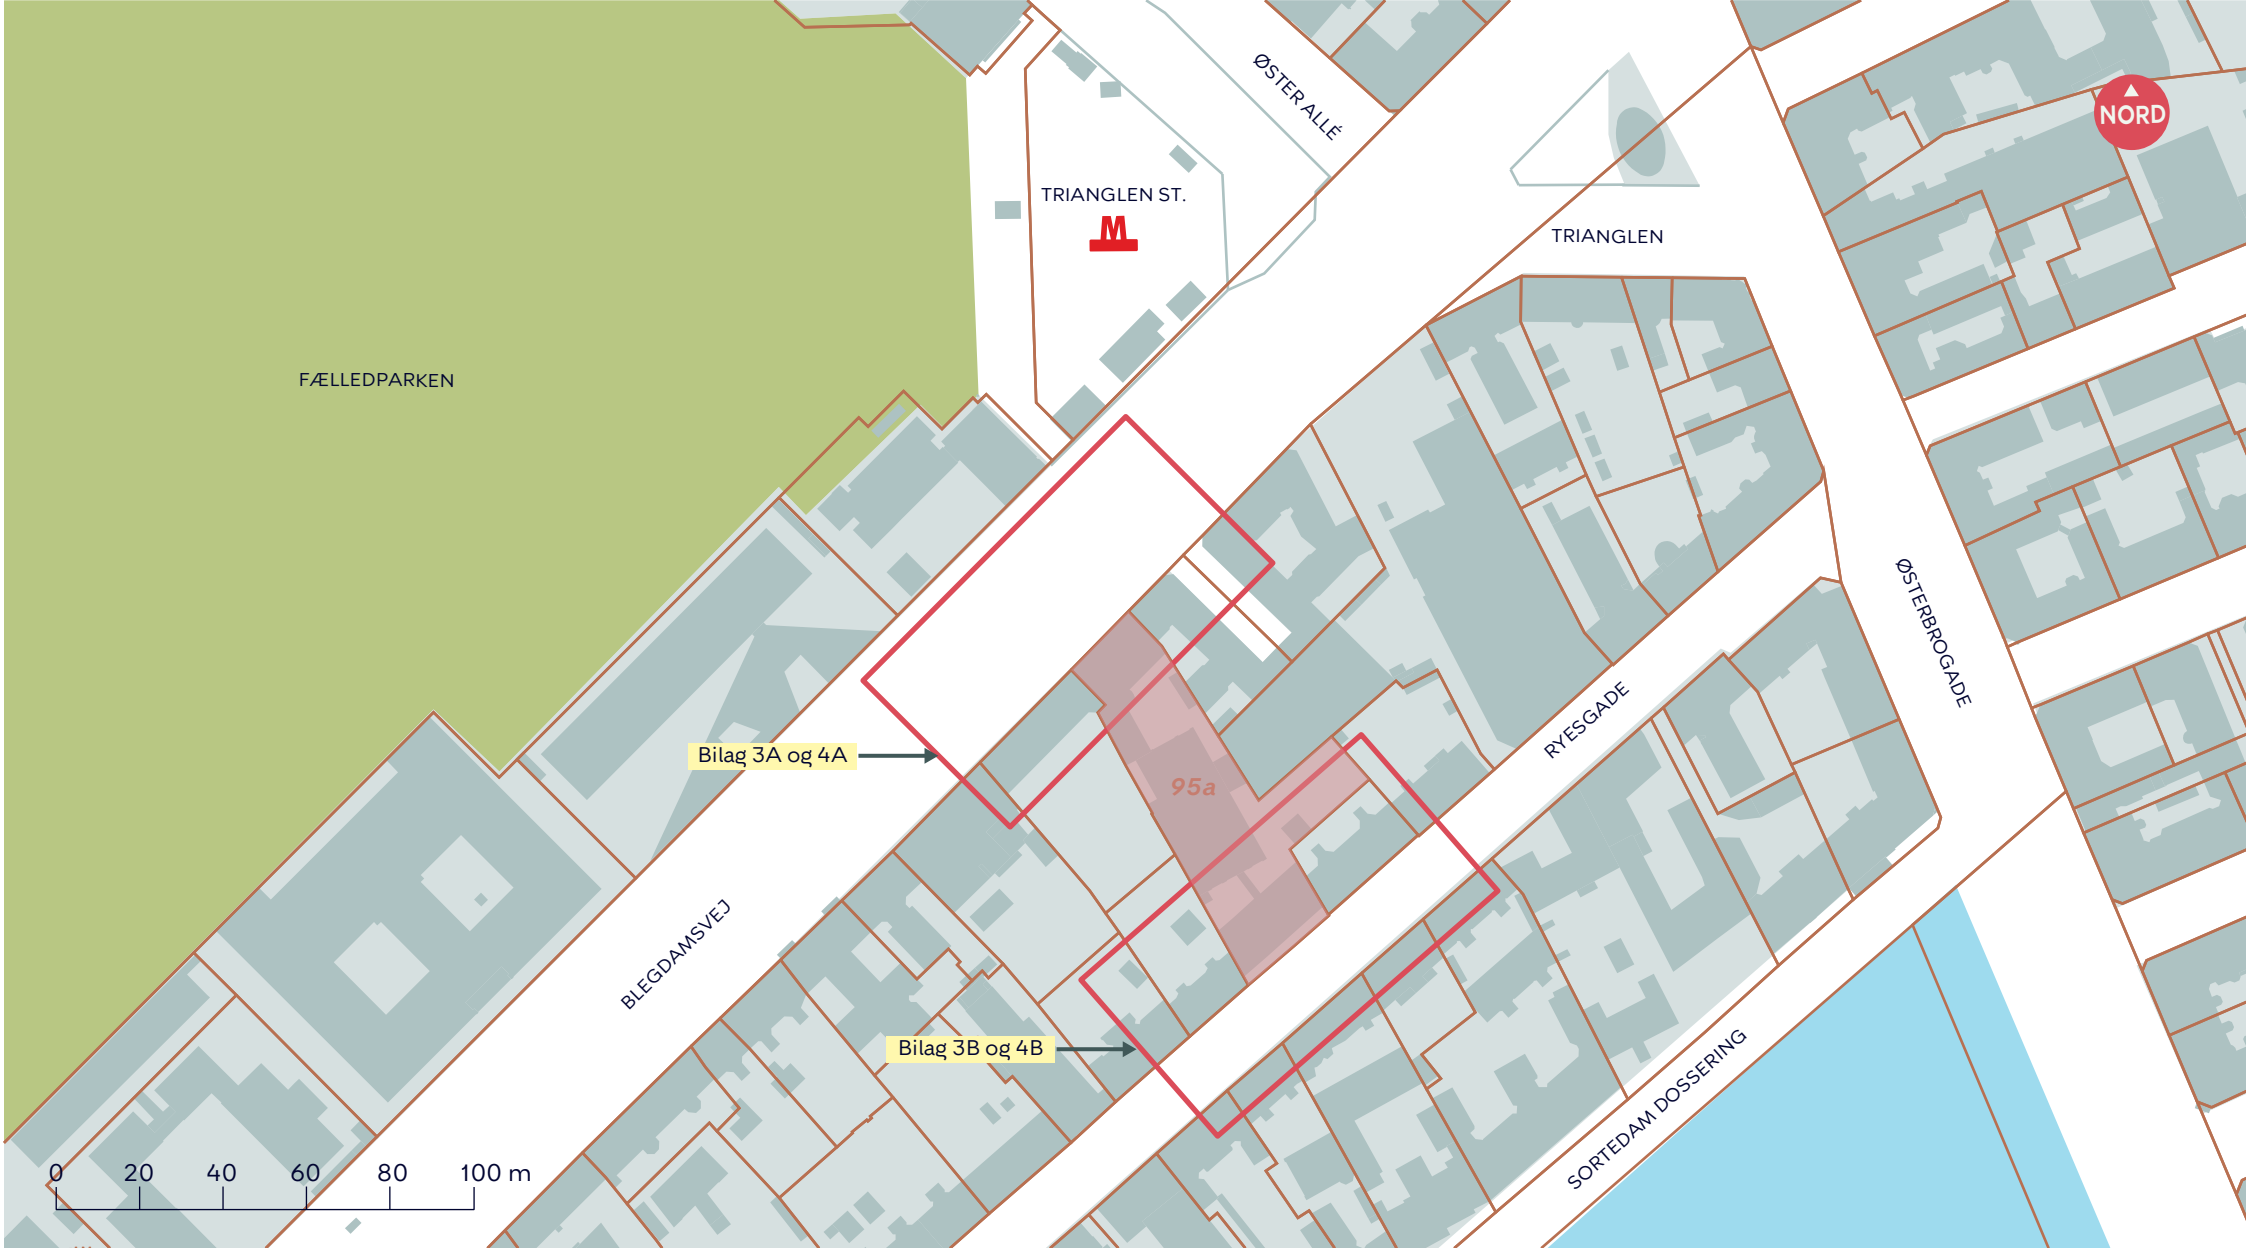 ØSTER ALLÉ
NORD
TRIANGLEN ST.
M
TRIANGLEN
FÆLLEDPARKEN
ØSTERBROGADE
RYESGADE
Bilag 3A og 4A
95a
BLEGDAMSVEJ
Bilag 3B og 4B
SORTEDAM DOSSERING
0 20 40 60 80 100 m